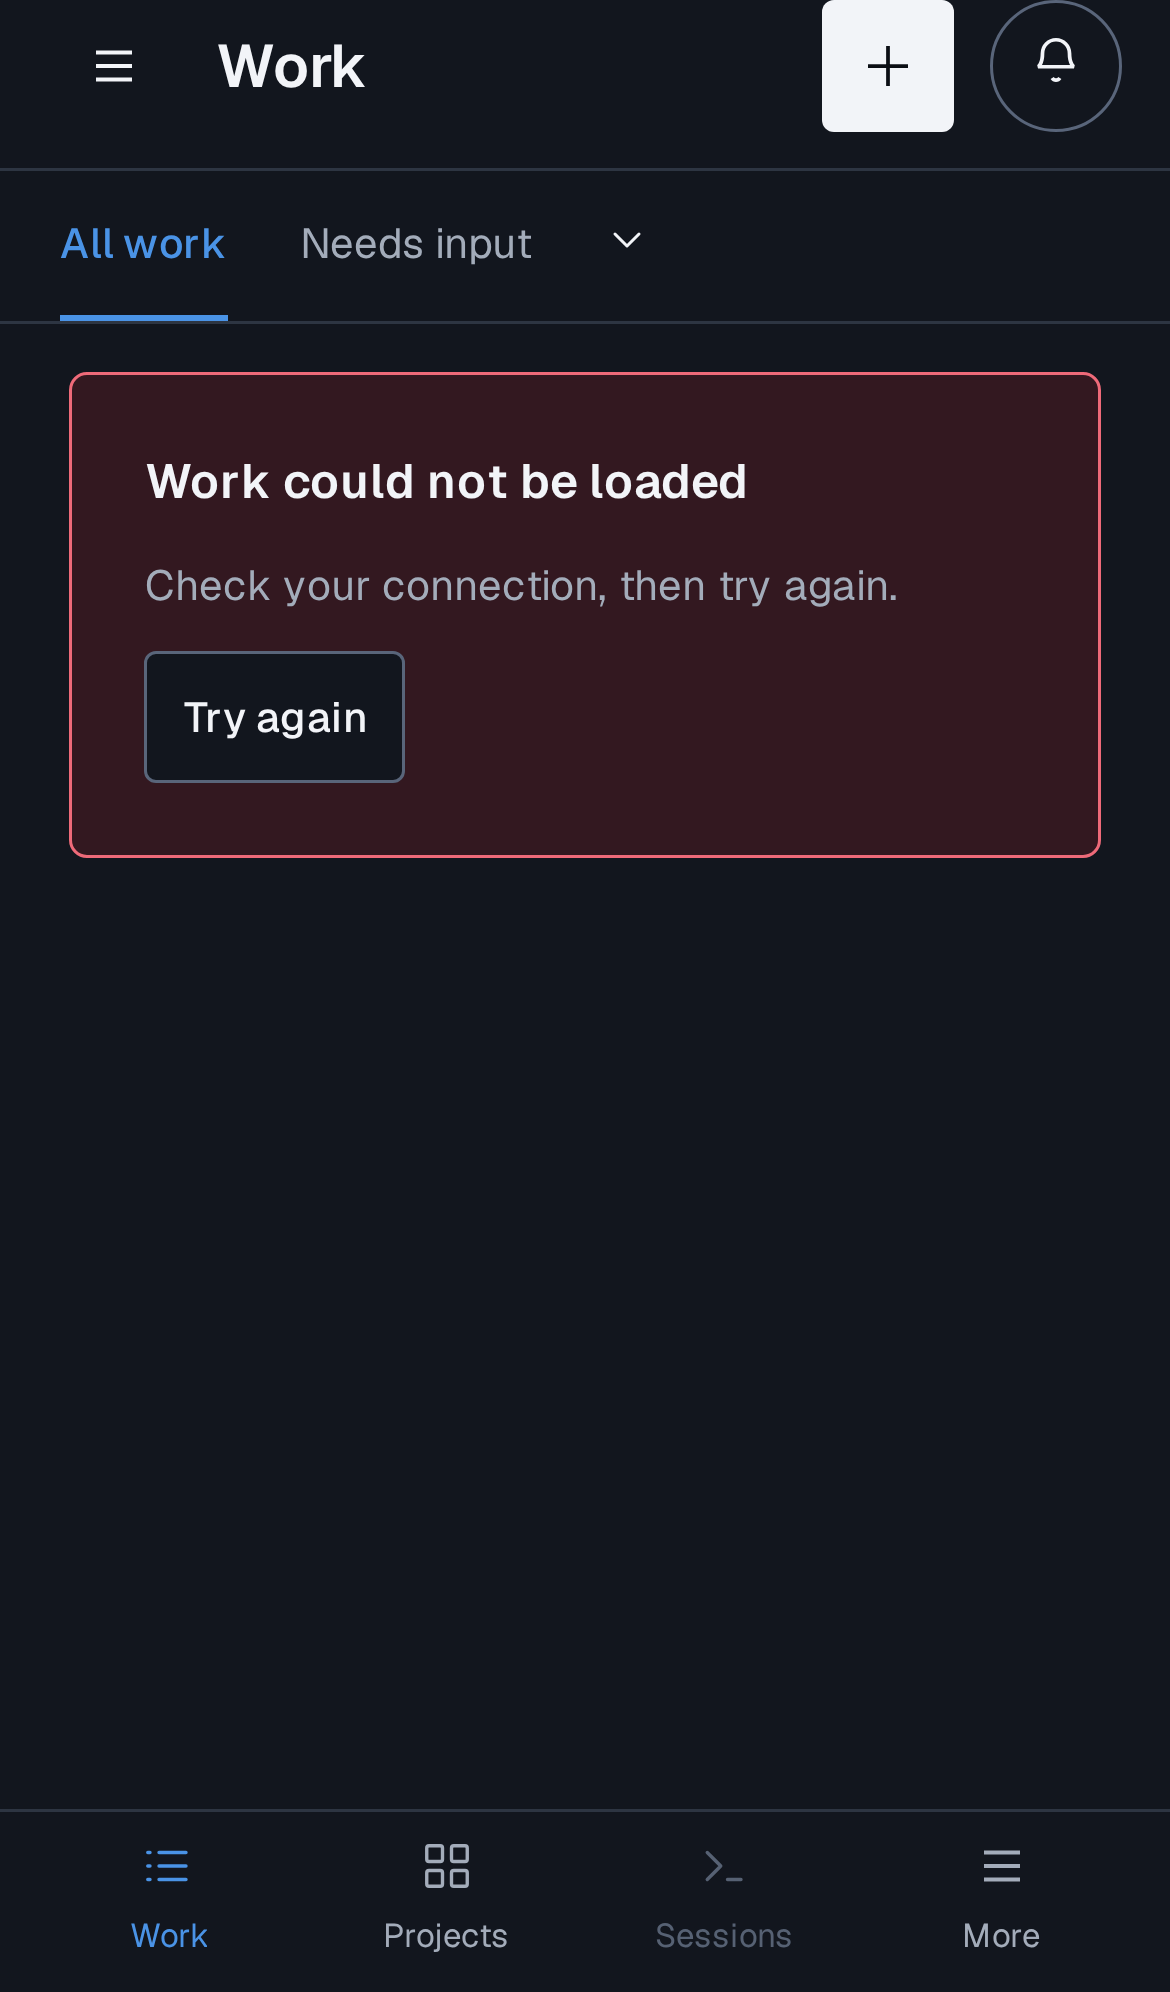 Work
All work
Needs input
Work could not be loaded
Check your connection, then try again.
Try again
Work
Projects
Sessions
More